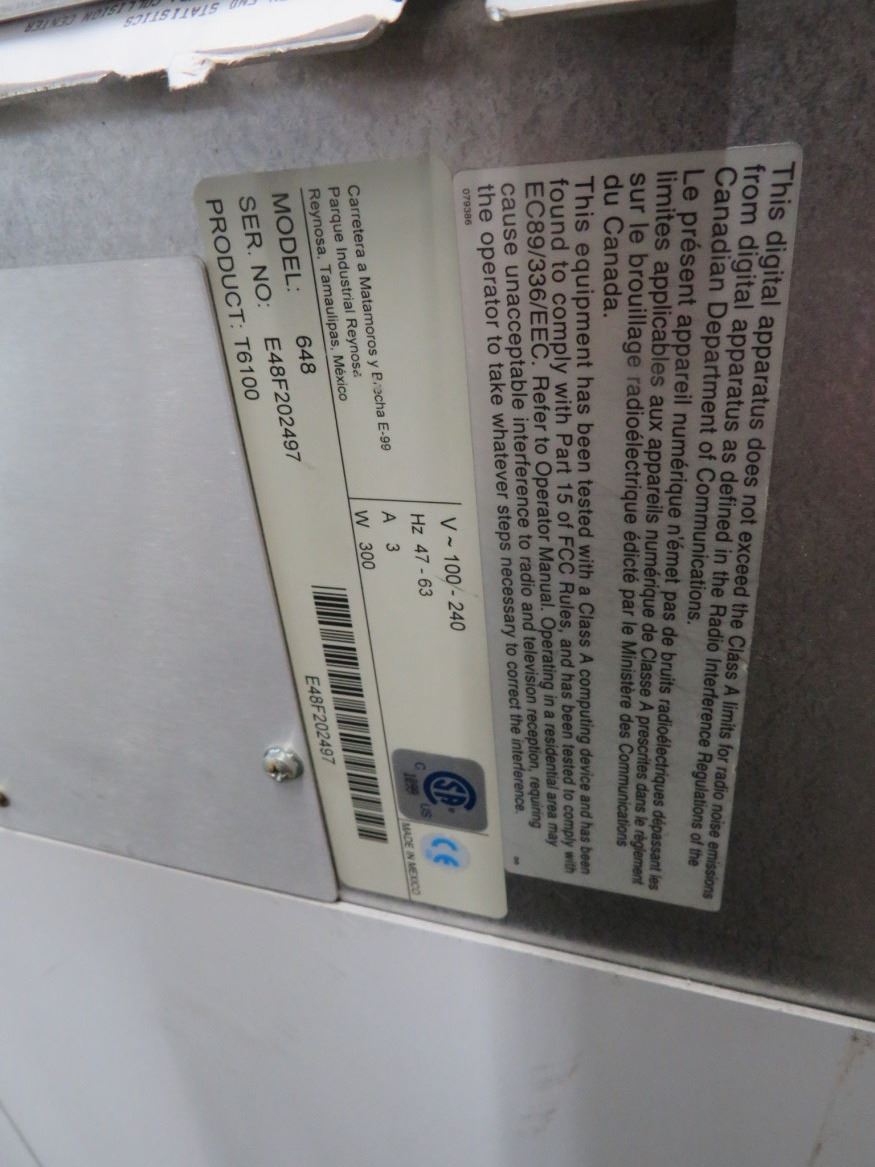 END STATISTICS
COLLISION CENTER
This digital apparatus does not exceed the Class A limits for radio noise emissions
from digital apparatus as defined in the Radio Interference Regulations of the
Canadian Department of Communications.
Le présent appareil numérique n'émet pas de bruits radioélectriques dépassant les
limites applicables aux appareils numérique de Classe A prescrites dans le règlement
sur le brouillage radioélectrique édicté par le Ministère des Communications
du Canada.
This equipment has been tested with a Class A computing device and has been
found to comply with Part 15 of FCC Rules, and has been tested to comply with
EC89/336/EEC. Refer to Operator Manual. Operating in a residential area may
cause unacceptable interference to radio and television reception, requiring
the operator to take whatever steps necessary to correct the interference.
079386
V ~ 100 - 240
Hz 47 - 63
A 3
W 300
Carretera a Matamoros y Brecha E-99
Parque Industrial Reynosa
Reynosa, Tamaulipas, México
MODEL: 648
SER. NO: E48F202497
PRODUCT: T6100
E48F202497
SP®
C US
CE
MADE IN MEXICO